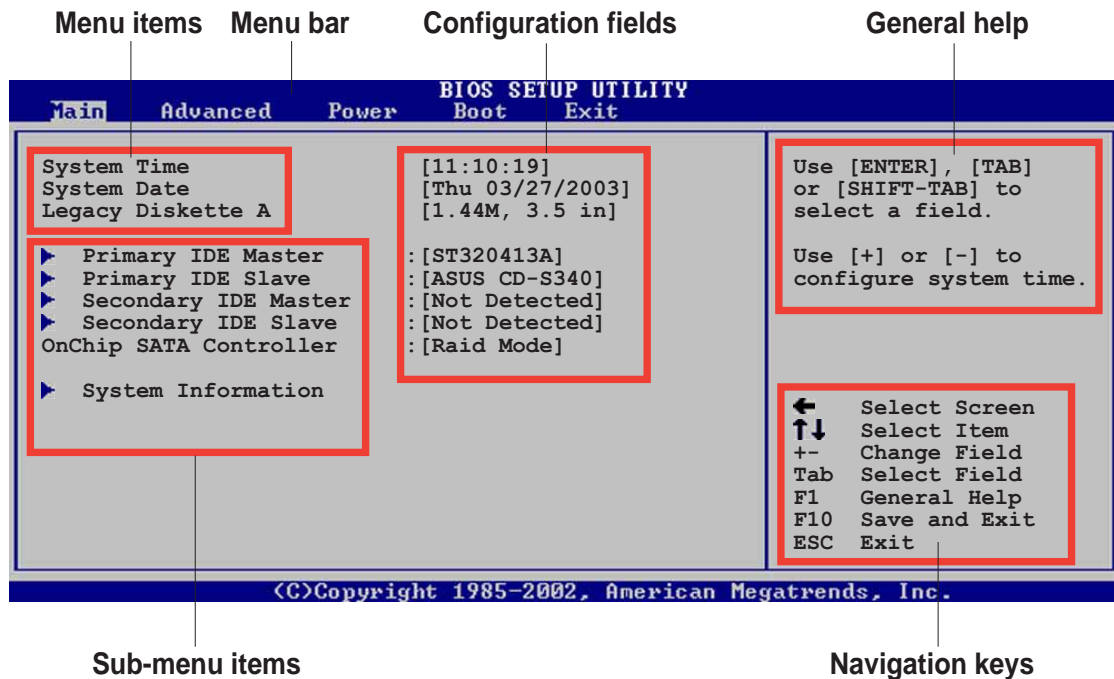 Menu items Menu bar Configuration fields General help
BIOS SETUP UTILITY
Main Advanced Power Boot Exit
System Time [11:10:19]
System Date [Thu 03/27/2003]
Legacy Diskette A [1.44M, 3.5 in]
Primary IDE Master :[ST320413A]
Primary IDE Slave :[ASUS CD-S340]
Secondary IDE Master :[Not Detected]
Secondary IDE Slave :[Not Detected]
OnChip SATA Controller :[Raid Mode]
System Information
Use [ENTER], [TAB]
or [SHIFT-TAB] to
select a field.
Use [+] or [-] to
configure system time.
← Select Screen
↑↓ Select Item
+- Change Field
Tab Select Field
F1 General Help
F10 Save and Exit
ESC Exit
(C)Copyright 1985-2002, American Megatrends, Inc.
Sub-menu items Navigation keys